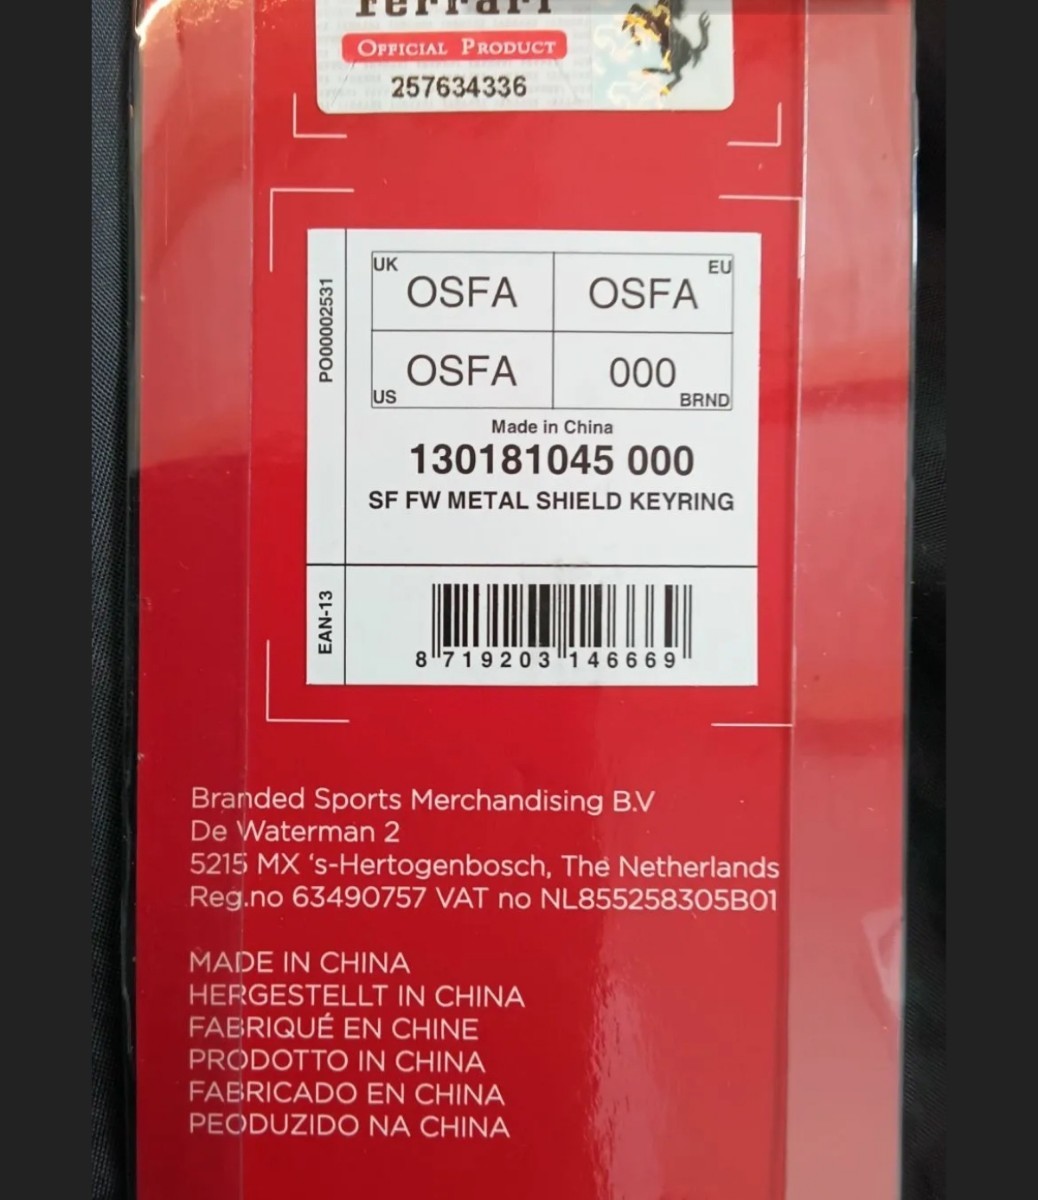 Ferrari
OFFICIAL PRODUCT
257634336
PO00002531
UK OSFA
OSFA EU
US OSFA
000 BRND
Made in China
130181045 000
SF FW METAL SHIELD KEYRING
EAN-13
8 719203 146669
Branded Sports Merchandising B.V
De Waterman 2
5215 MX ‘s-Hertogenbosch, The Netherlands
Reg.no 63490757 VAT no NL855258305B01
MADE IN CHINA
HERGESTELLT IN CHINA
FABRIQUÉ EN CHINE
PRODOTTO IN CHINA
FABRICADO EN CHINA
PEODUZIDO NA CHINA